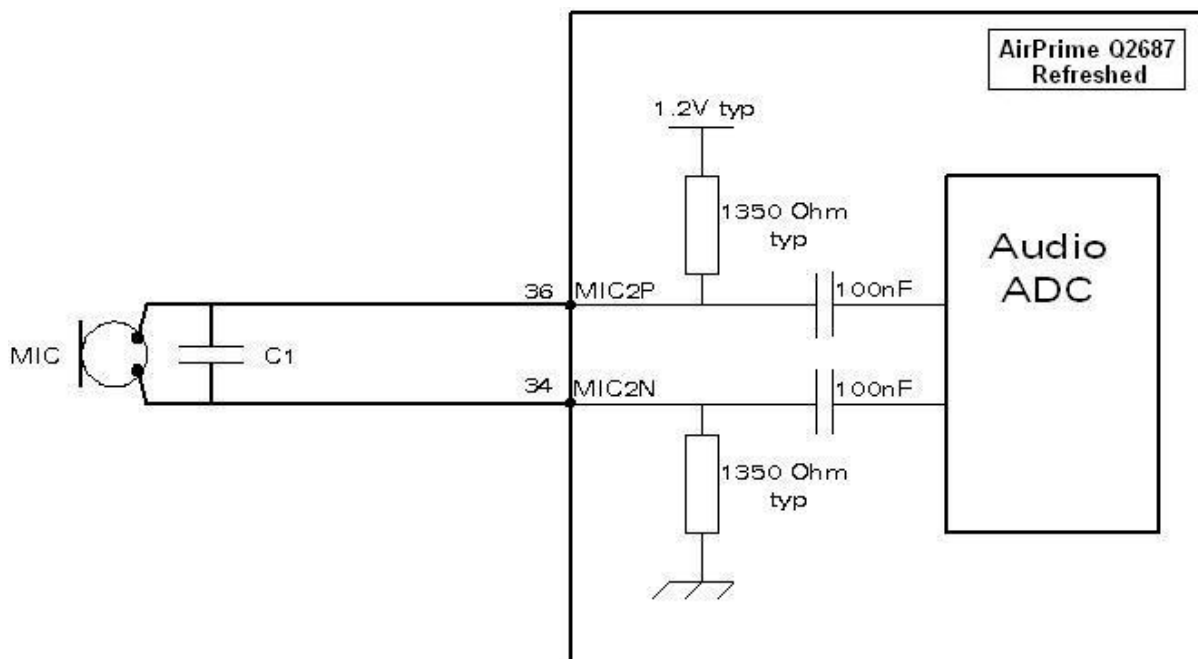 AirPrime Q2687
Refreshed
1.2V typ
1350 Ohm
typ
Audio
ADC
36
MIC2P
100nF
MIC
C1
34
MIC2N
100nF
1350 Ohm
typ